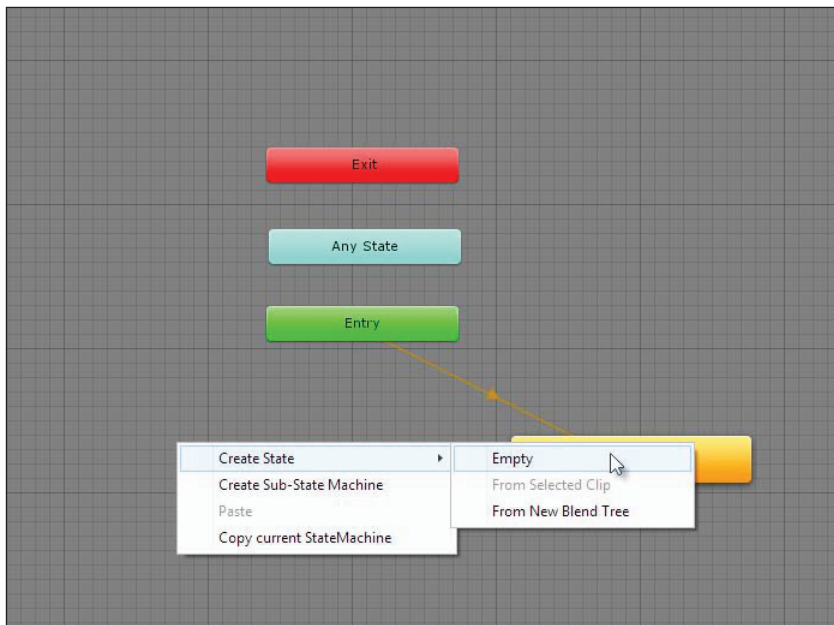 Exit
Any State
Entry
Create State
Create Sub-State Machine
Paste
Copy current StateMachine
Empty
From Selected Clip
From New Blend Tree